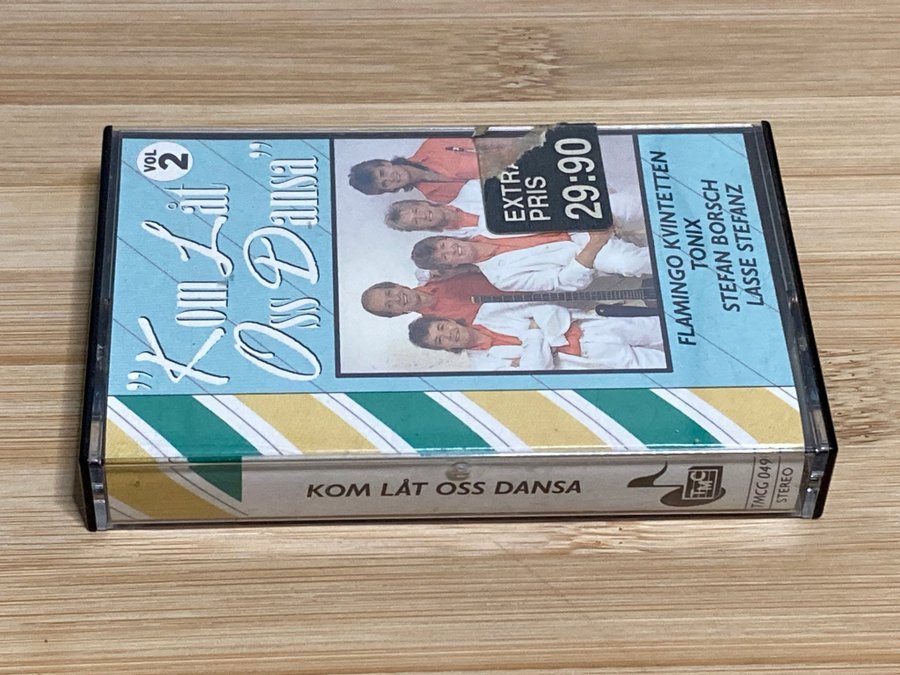 VOL
2
"Kom Låt
Oss Dansa"
EXTRA
PRIS
29:90
FLAMINGO KVINTETTEN
TONIX
STEFAN BORSCH
LASSE STEFANZ
KOM LÅT OSS DANSA
TMC
TMCG 049
STEREO